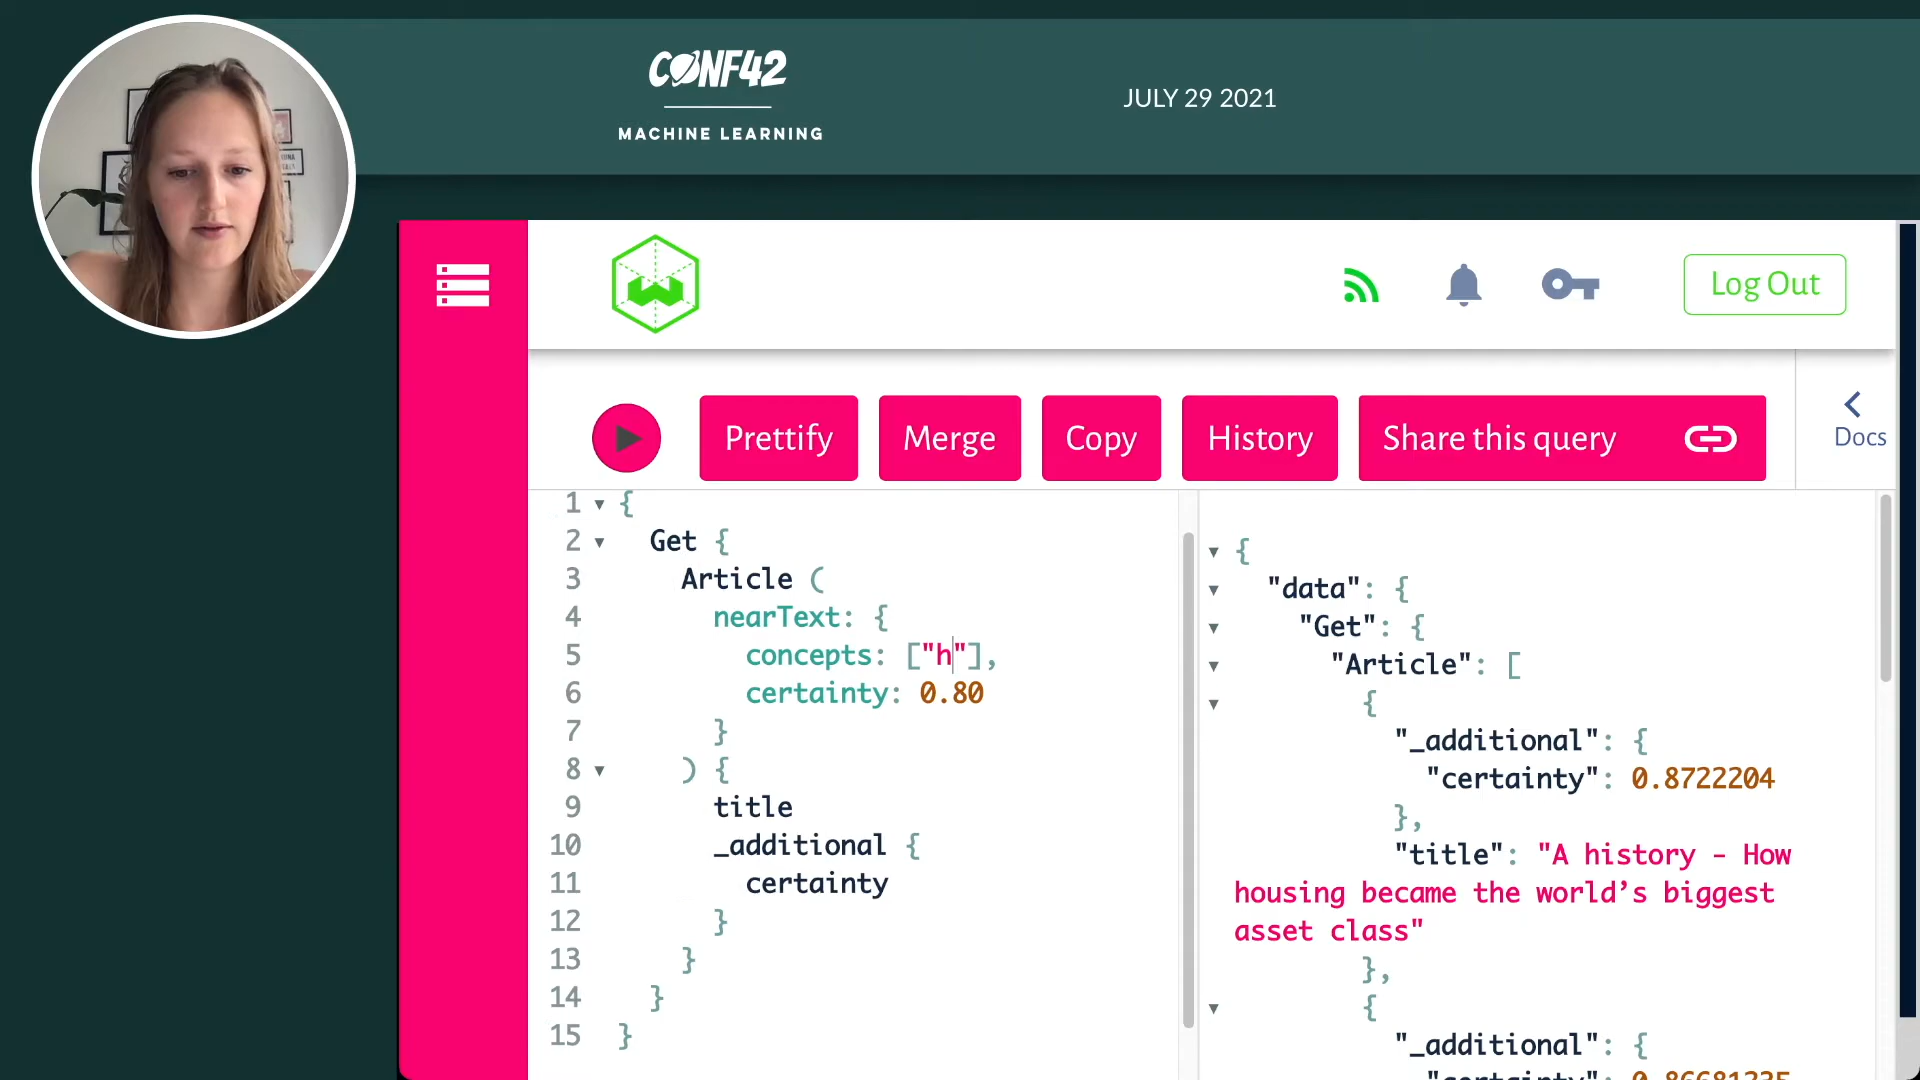 CONF42
MACHINE LEARNING
JULY 29 2021
Log Out
Prettify
Merge
Copy
History
Share this query
Docs
1 {
2 Get {
3 Article (
4 nearText: {
5 concepts: ["h"],
6 certainty: 0.80
7 }
8 ) {
9 title
10 _additional {
11 certainty
12 }
13 }
14 }
15 }
{
"data": {
"Get": {
"Article": [
{
"_additional": {
"certainty": 0.8722204
},
"title": "A history - How
housing became the world’s biggest
asset class"
},
{
"_additional": {
"certainty": 0.86681235